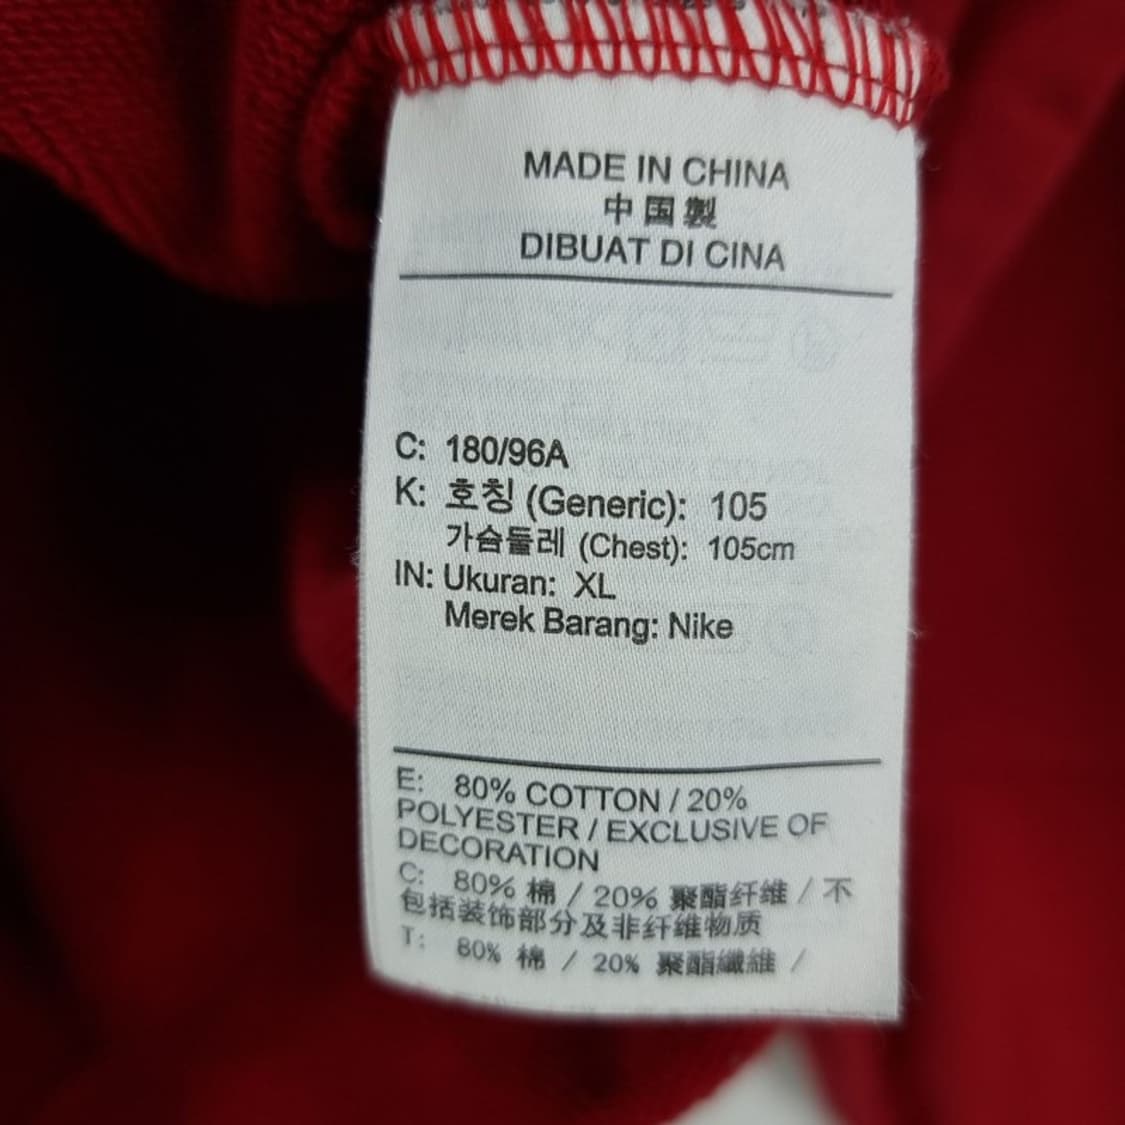 MADE IN CHINA
中国製
DIBUAT DI CINA
C: 180/96A
K: 호칭 (Generic): 105
가슴둘레 (Chest): 105cm
IN: Ukuran: XL
Merek Barang: Nike
E: 80% COTTON / 20%
POLYESTER / EXCLUSIVE OF
DECORATION
C: 80% 棉 / 20% 聚酯纤维 / 不
包括装饰部分及非纤维物质
T: 80% 棉 / 20% 聚酯纖維 /